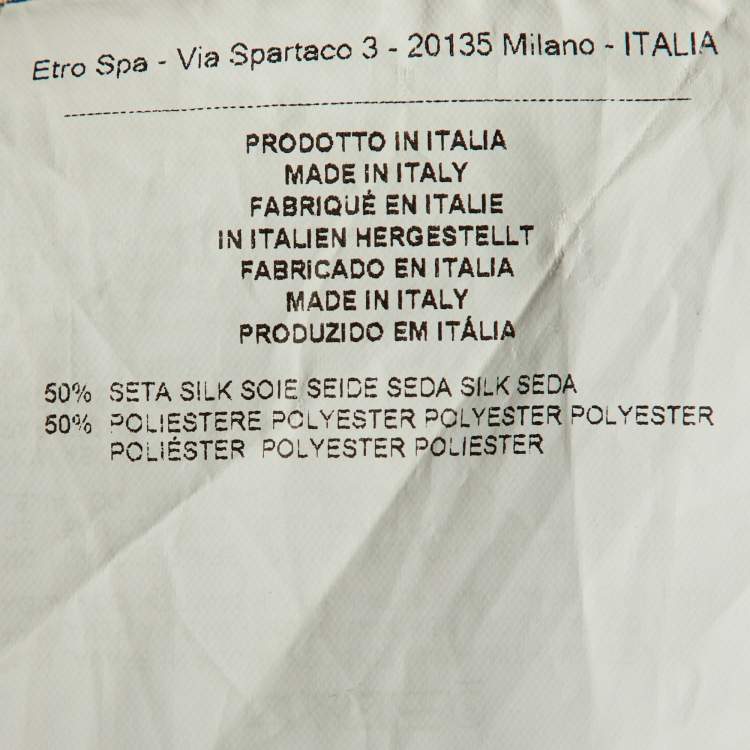 Etro Spa - Via Spartaco 3 - 20135 Milano - ITALIA
PRODOTTO IN ITALIA
MADE IN ITALY
FABRIQUÉ EN ITALIE
IN ITALIEN HERGESTELLT
FABRICADO EN ITALIA
MADE IN ITALY
PRODUZIDO EM ITÁLIA
50% SETA SILK SOIE SEIDE SEDA SILK SEDA
50% POLIESTERE POLYESTER POLYESTER POLYESTER
POLIÉSTER POLYESTER POLIESTER